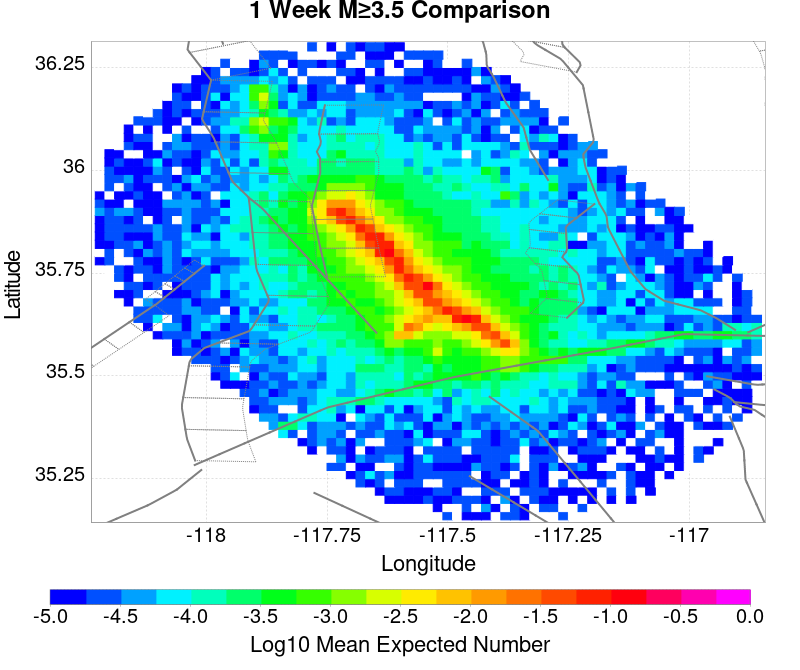 1 Week M≥3.5 Comparison
36.25
36
35.75
35.5
35.25
Latitude
-118 -117.75 -117.5 -117.25 -117
Longitude
-5.0 -4.5 -4.0 -3.5 -3.0 -2.5 -2.0 -1.5 -1.0 -0.5 0.0
Log10 Mean Expected Number